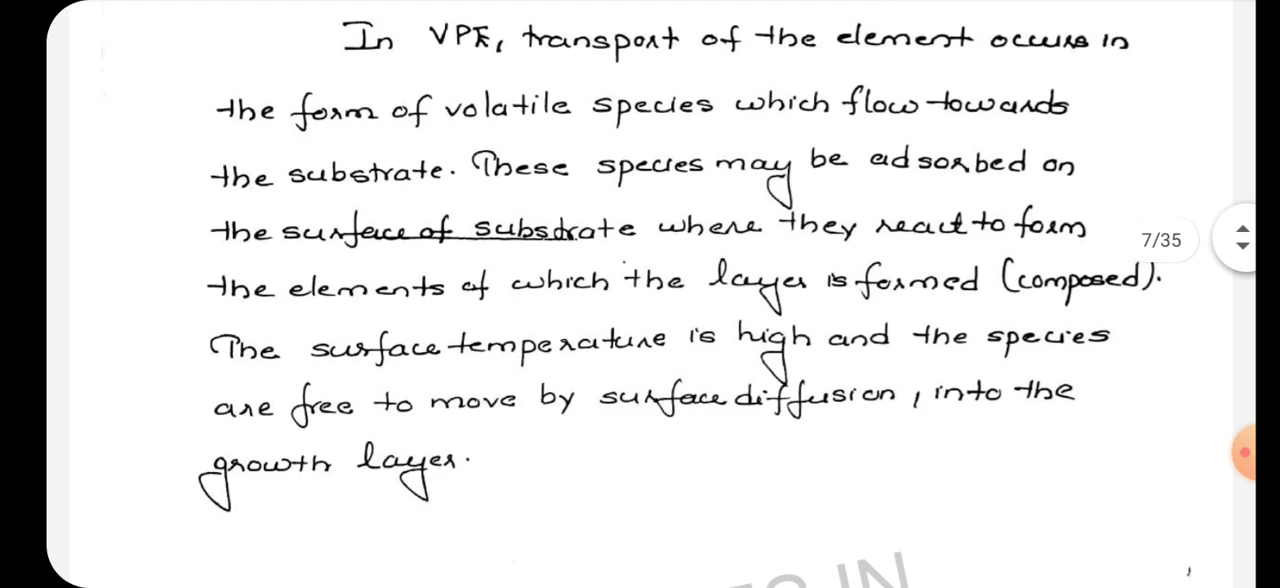 In VPE, transport of the element occurs in
the form of volatile species which flow towards
the substrate. These species may be adsorbed on
the surface of substrate where they react to form
the elements of which the layer is formed (composed).
The surface temperature is high and the species
are free to move by surface diffusion, into the
growth layer.
7/35
IN